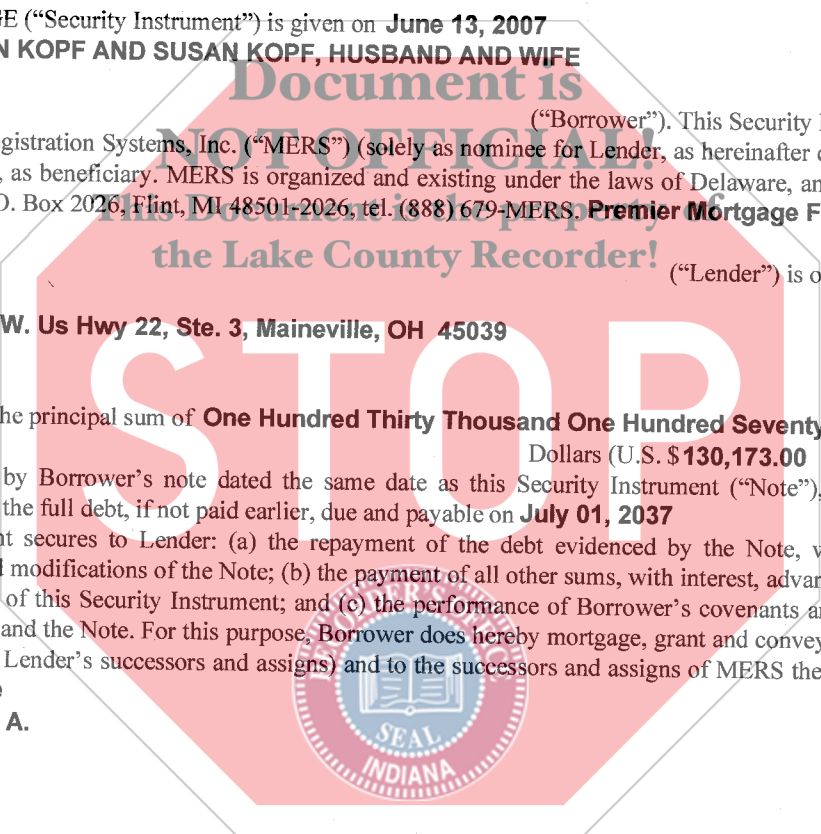 GE (“Security Instrument”) is given on June 13, 2007
N KOPF AND SUSAN KOPF, HUSBAND AND WIFE
Document is
(“Borrower”). This Security I
NOT OFFICIAL!
gistration Systems, Inc. (“MERS”) (solely as nominee for Lender, as hereinafter d
, as beneficiary. MERS is organized and existing under the laws of Delaware, an
O. Box 2026, Flint, MI 48501-2026, tel. (888) 679-MERS. Premier Mortgage F
This Document is the property of
the Lake County Recorder!
(“Lender”) is o
W. Us Hwy 22, Ste. 3, Maineville, OH 45039
STOP
he principal sum of One Hundred Thirty Thousand One Hundred Seventy
Dollars (U.S. $130,173.00
by Borrower’s note dated the same date as this Security Instrument (“Note”),
the full debt, if not paid earlier, due and payable on July 01, 2037
nt secures to Lender: (a) the repayment of the debt evidenced by the Note, w
d modifications of the Note; (b) the payment of all other sums, with interest, advan
of this Security Instrument; and (c) the performance of Borrower’s covenants a
and the Note. For this purpose, Borrower does hereby mortgage, grant and convey
Lender’s successors and assigns) and to the successors and assigns of MERS the
e
A.
SEAL
INDIANA